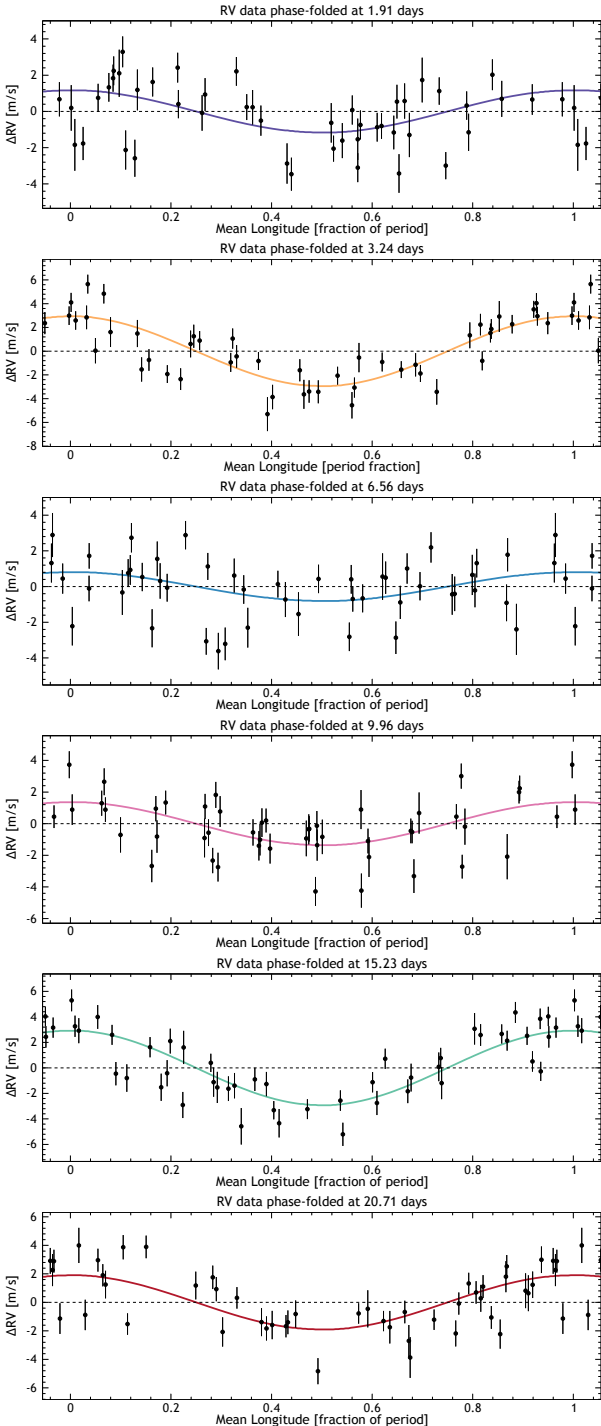 RV data phase-folded at 1.91 days
4
2
0
-2
-4
ΔRV [m/s]
0 0.2 0.4 0.6 0.8 1
Mean Longitude [fraction of period]
RV data phase-folded at 3.24 days
6
4
2
0
-2
-4
-6
-8
ΔRV [m/s]
0 0.2 0.4 0.6 0.8 1
Mean Longitude [period fraction]
RV data phase-folded at 6.56 days
4
2
0
-2
-4
ΔRV [m/s]
0 0.2 0.4 0.6 0.8 1
Mean Longitude [fraction of period]
RV data phase-folded at 9.96 days
4
2
0
-2
-4
-6
ΔRV [m/s]
0 0.2 0.4 0.6 0.8 1
Mean Longitude [fraction of period]
RV data phase-folded at 15.23 days
6
4
2
0
-2
-4
-6
ΔRV [m/s]
0 0.2 0.4 0.6 0.8 1
Mean Longitude [fraction of period]
RV data phase-folded at 20.71 days
6
4
2
0
-2
-4
-6
ΔRV [m/s]
0 0.2 0.4 0.6 0.8 1
Mean Longitude [fraction of period]